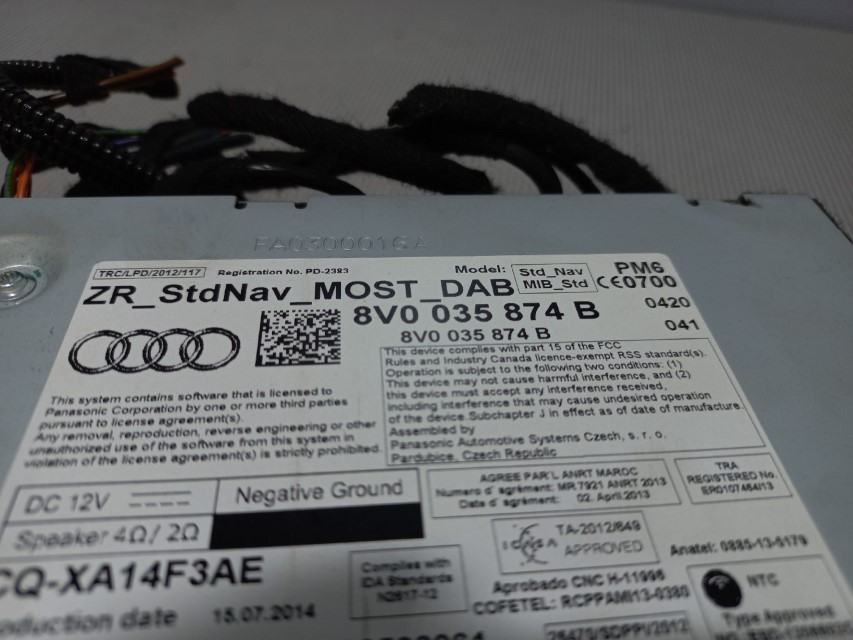 FA0300016A
TRC/LPD/2012/117 Registration No. PD-2383 Model: Std_Nav MIB_Std PM6
ZR_StdNav_MOST_DAB CE0700
8V0 035 874 B 0420
8V0 035 874 B 041
This device complies with part 15 of the FCC
Rules and Industry Canada licence-exempt RSS standard(s).
Operation is subject to the following two conditions: (1)
This device may not cause harmful interference, and (2)
this device must accept any interference received,
including interference that may cause undesired operation
of the device.Subchapter J in effect as of date of manufacture.
Assembled by
Panasonic Automotive Systems Czech, s. r. o.
Pardubice, Czech Republic
This system contains software that is licensed to
Panasonic Corporation by one or more third parties
pursuant to license agreement(s).
Any removal, reproduction, reverse engineering or other
unauthorized use of the software from this system in
violation of the license agreement(s) is strictly prohibited.
DC 12V Negative Ground
Speaker 4Ω/2Ω
AGREE PAR'L ANRT MAROC
Numero d'agrément: MR 7921 ANRT 2013
Date d'agrément: 02. April.2013
TRA
REGISTERED No.
ER0107464/13
TA-2012/649
APPROVED
Anatel: 0885-13-5179
CQ-XA14F3AE
Complies with
IDA Standards
N2617-12
Aprobado CNC H-11996
COFETEL: RCPPAMI13-0380
NTC
Type Approved
oduction date 15.07.2014